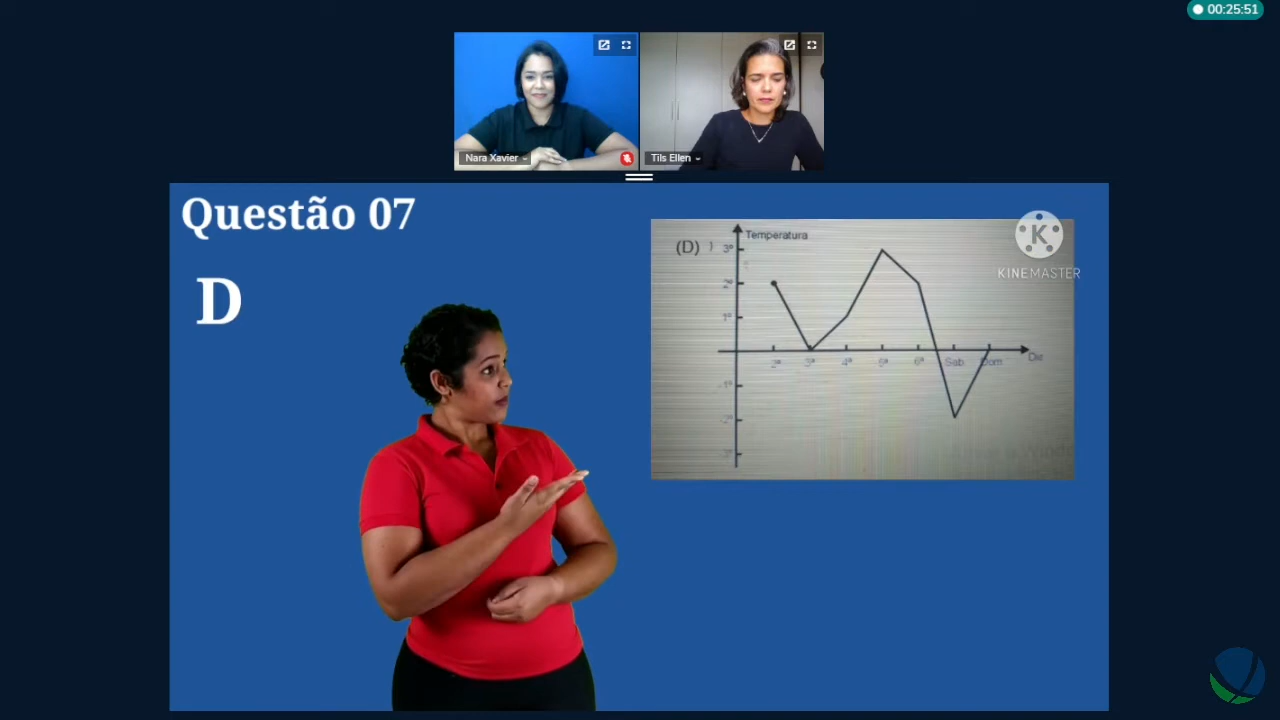 00:25:51
Nara Xavier
Tils Ellen
Questão 07
D
(D)
Temperatura
3º
2º
1º
2ª 3ª 4ª 5ª 6ª Sab Dom
-1º
-2º
-3º
KINEMASTER